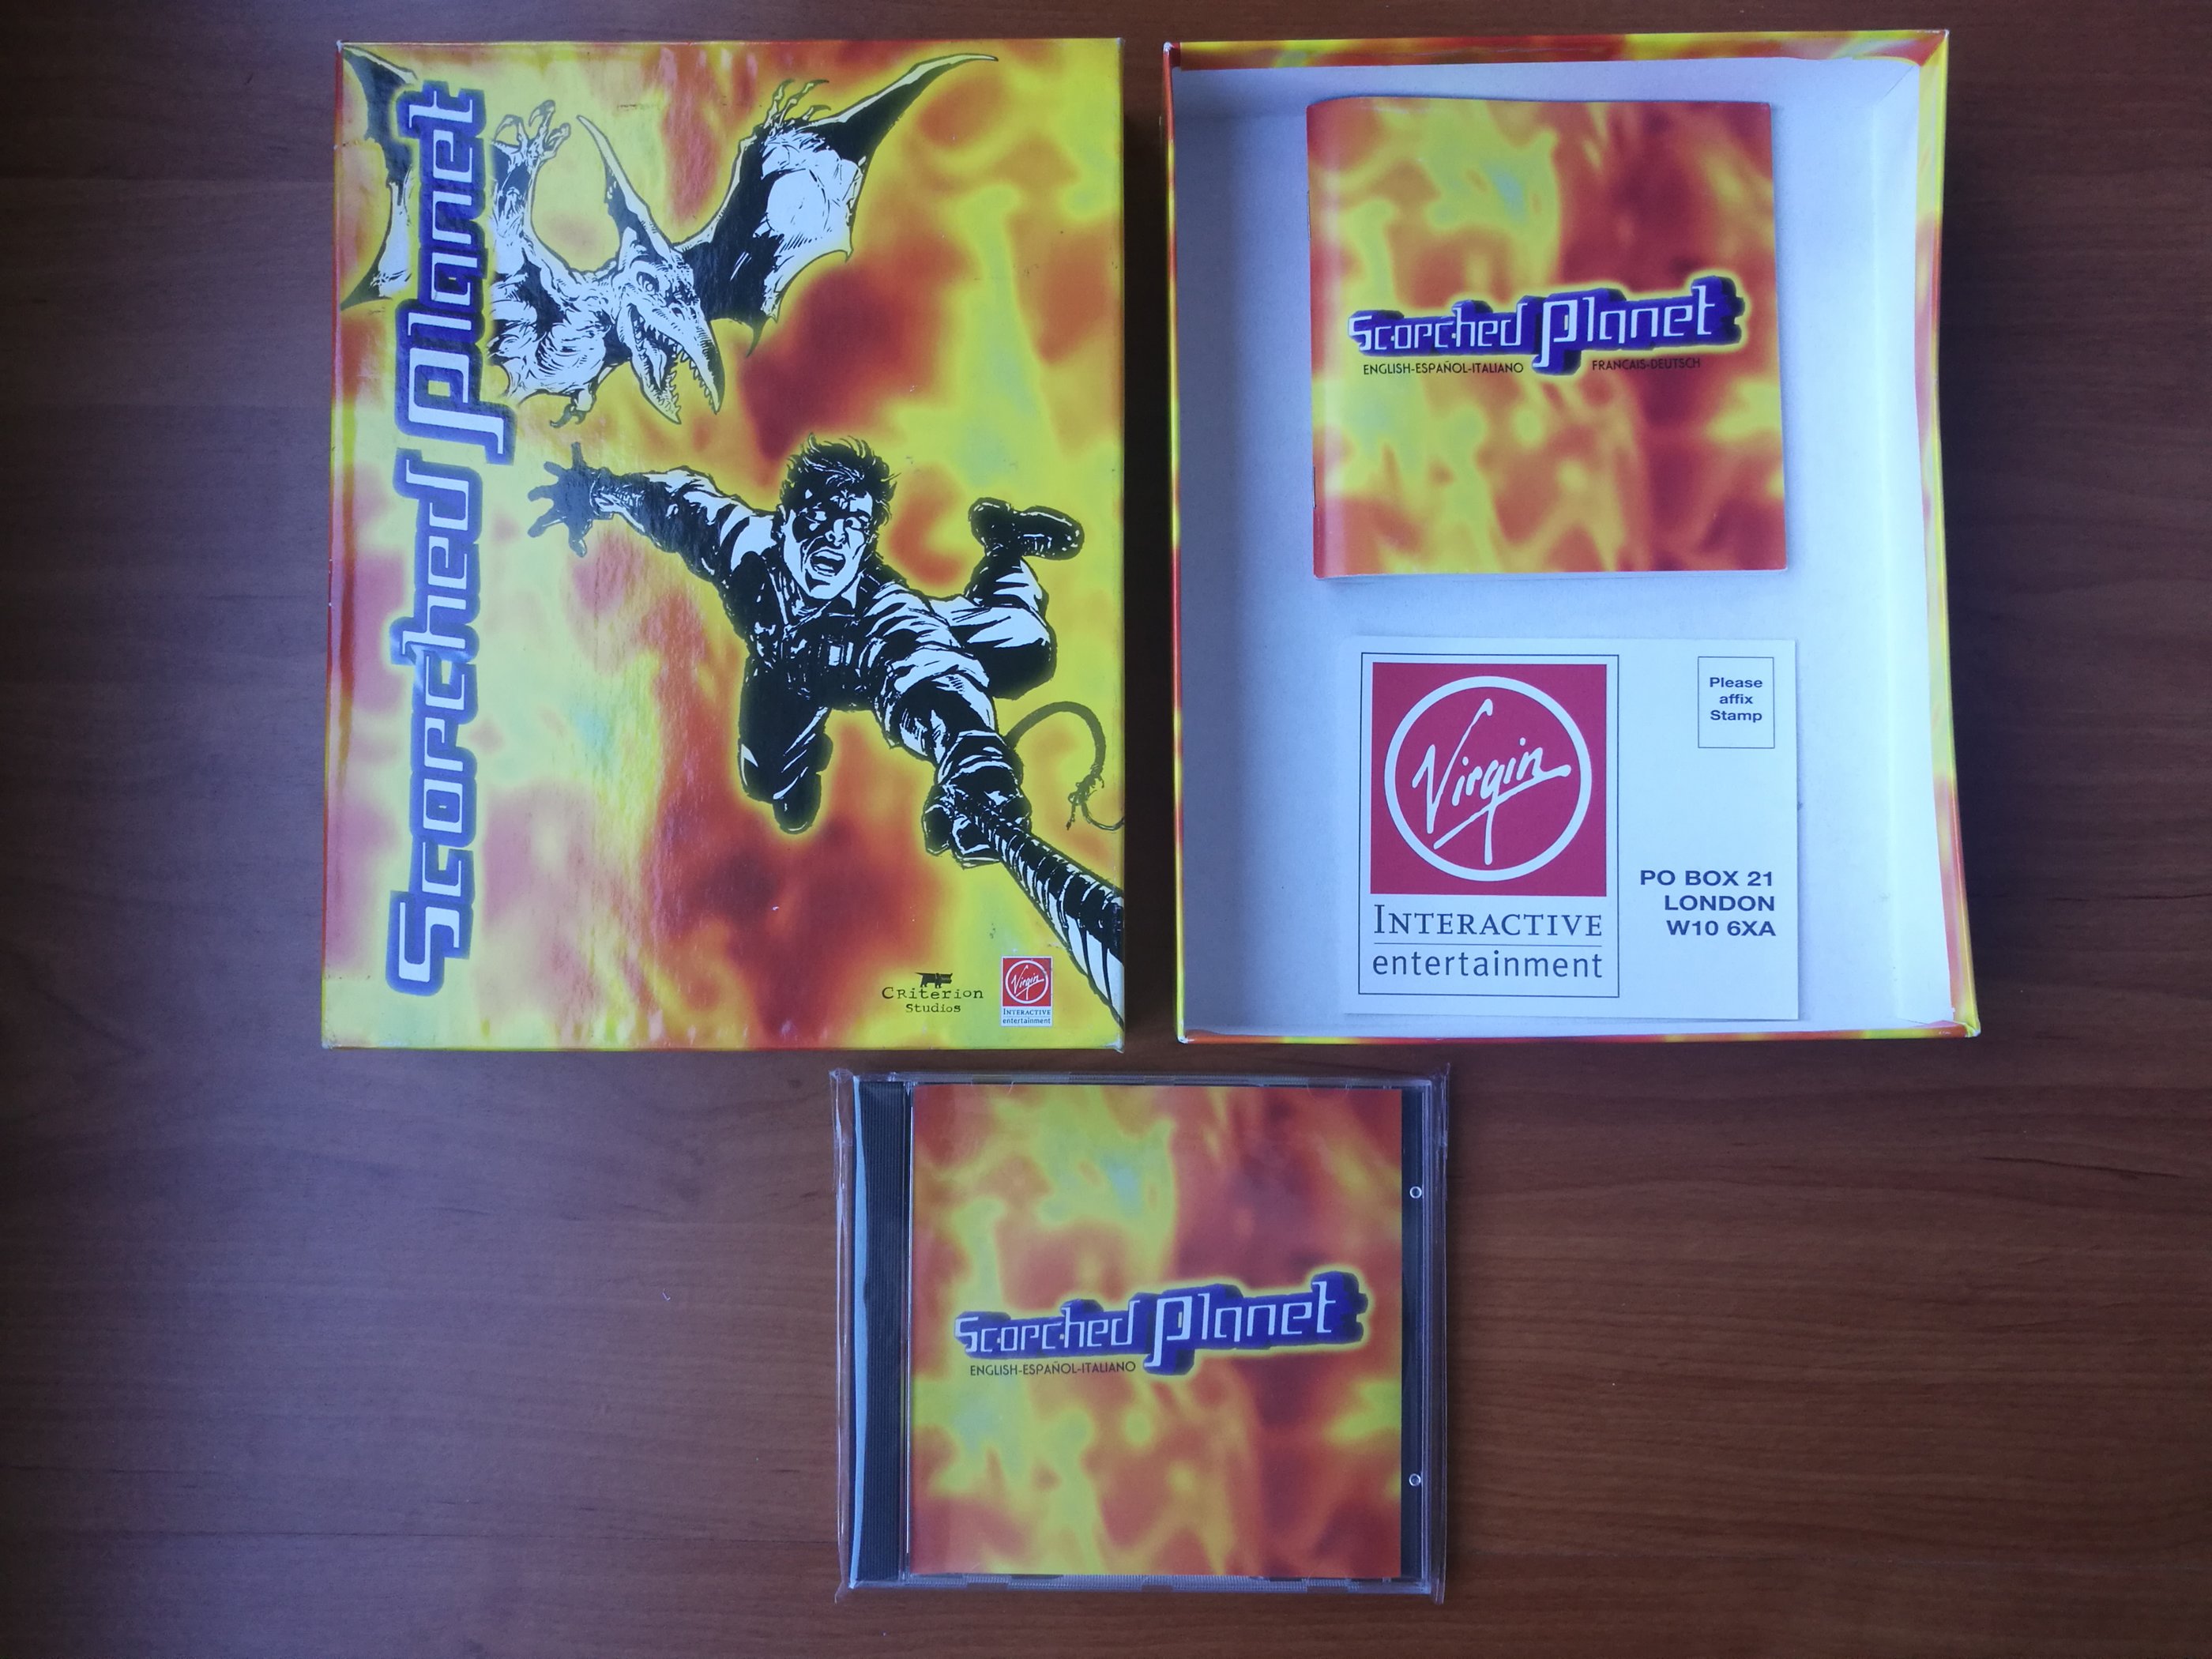 Scorched Planet
Criterion
Studios
Virgin
INTERACTIVE
entertainment
Scorched Planet
ENGLISH-ESPAÑOL-ITALIANO FRANCAIS-DEUTSCH
Virgin
INTERACTIVE
entertainment
Please
affix
Stamp
PO BOX 21
LONDON
W10 6XA
Scorched Planet
ENGLISH-ESPAÑOL-ITALIANO